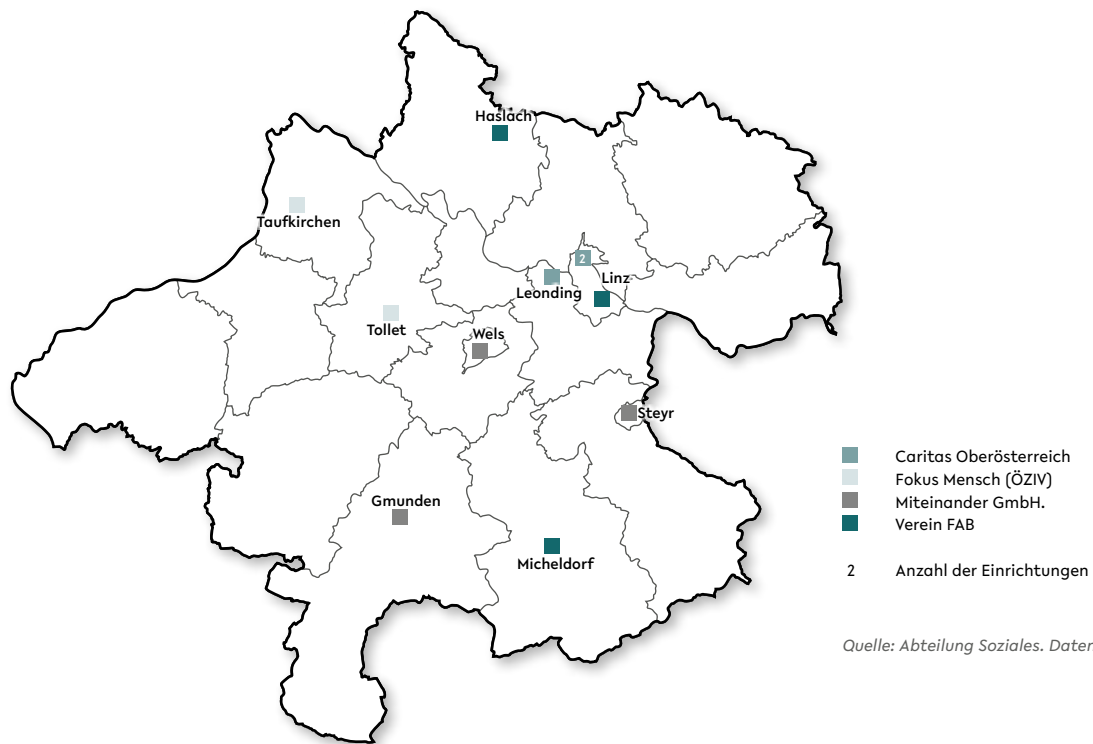 Haslach
Taufkirchen
2
Linz
Leonding
Tollet
Wels
Steyr
Gmunden
Micheldorf
Caritas Oberösterreich
Fokus Mensch (ÖZIV)
Miteinander GmbH.
Verein FAB
2 Anzahl der Einrichtungen
Quelle: Abteilung Soziales.